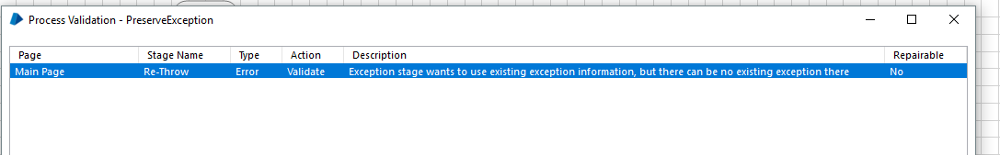 Process Validation - PreserveException
Page Stage Name Type Action Description Repairable
Main Page Re-Throw Error Validate Exception stage wants to use existing exception information, but there can be no existing exception there No